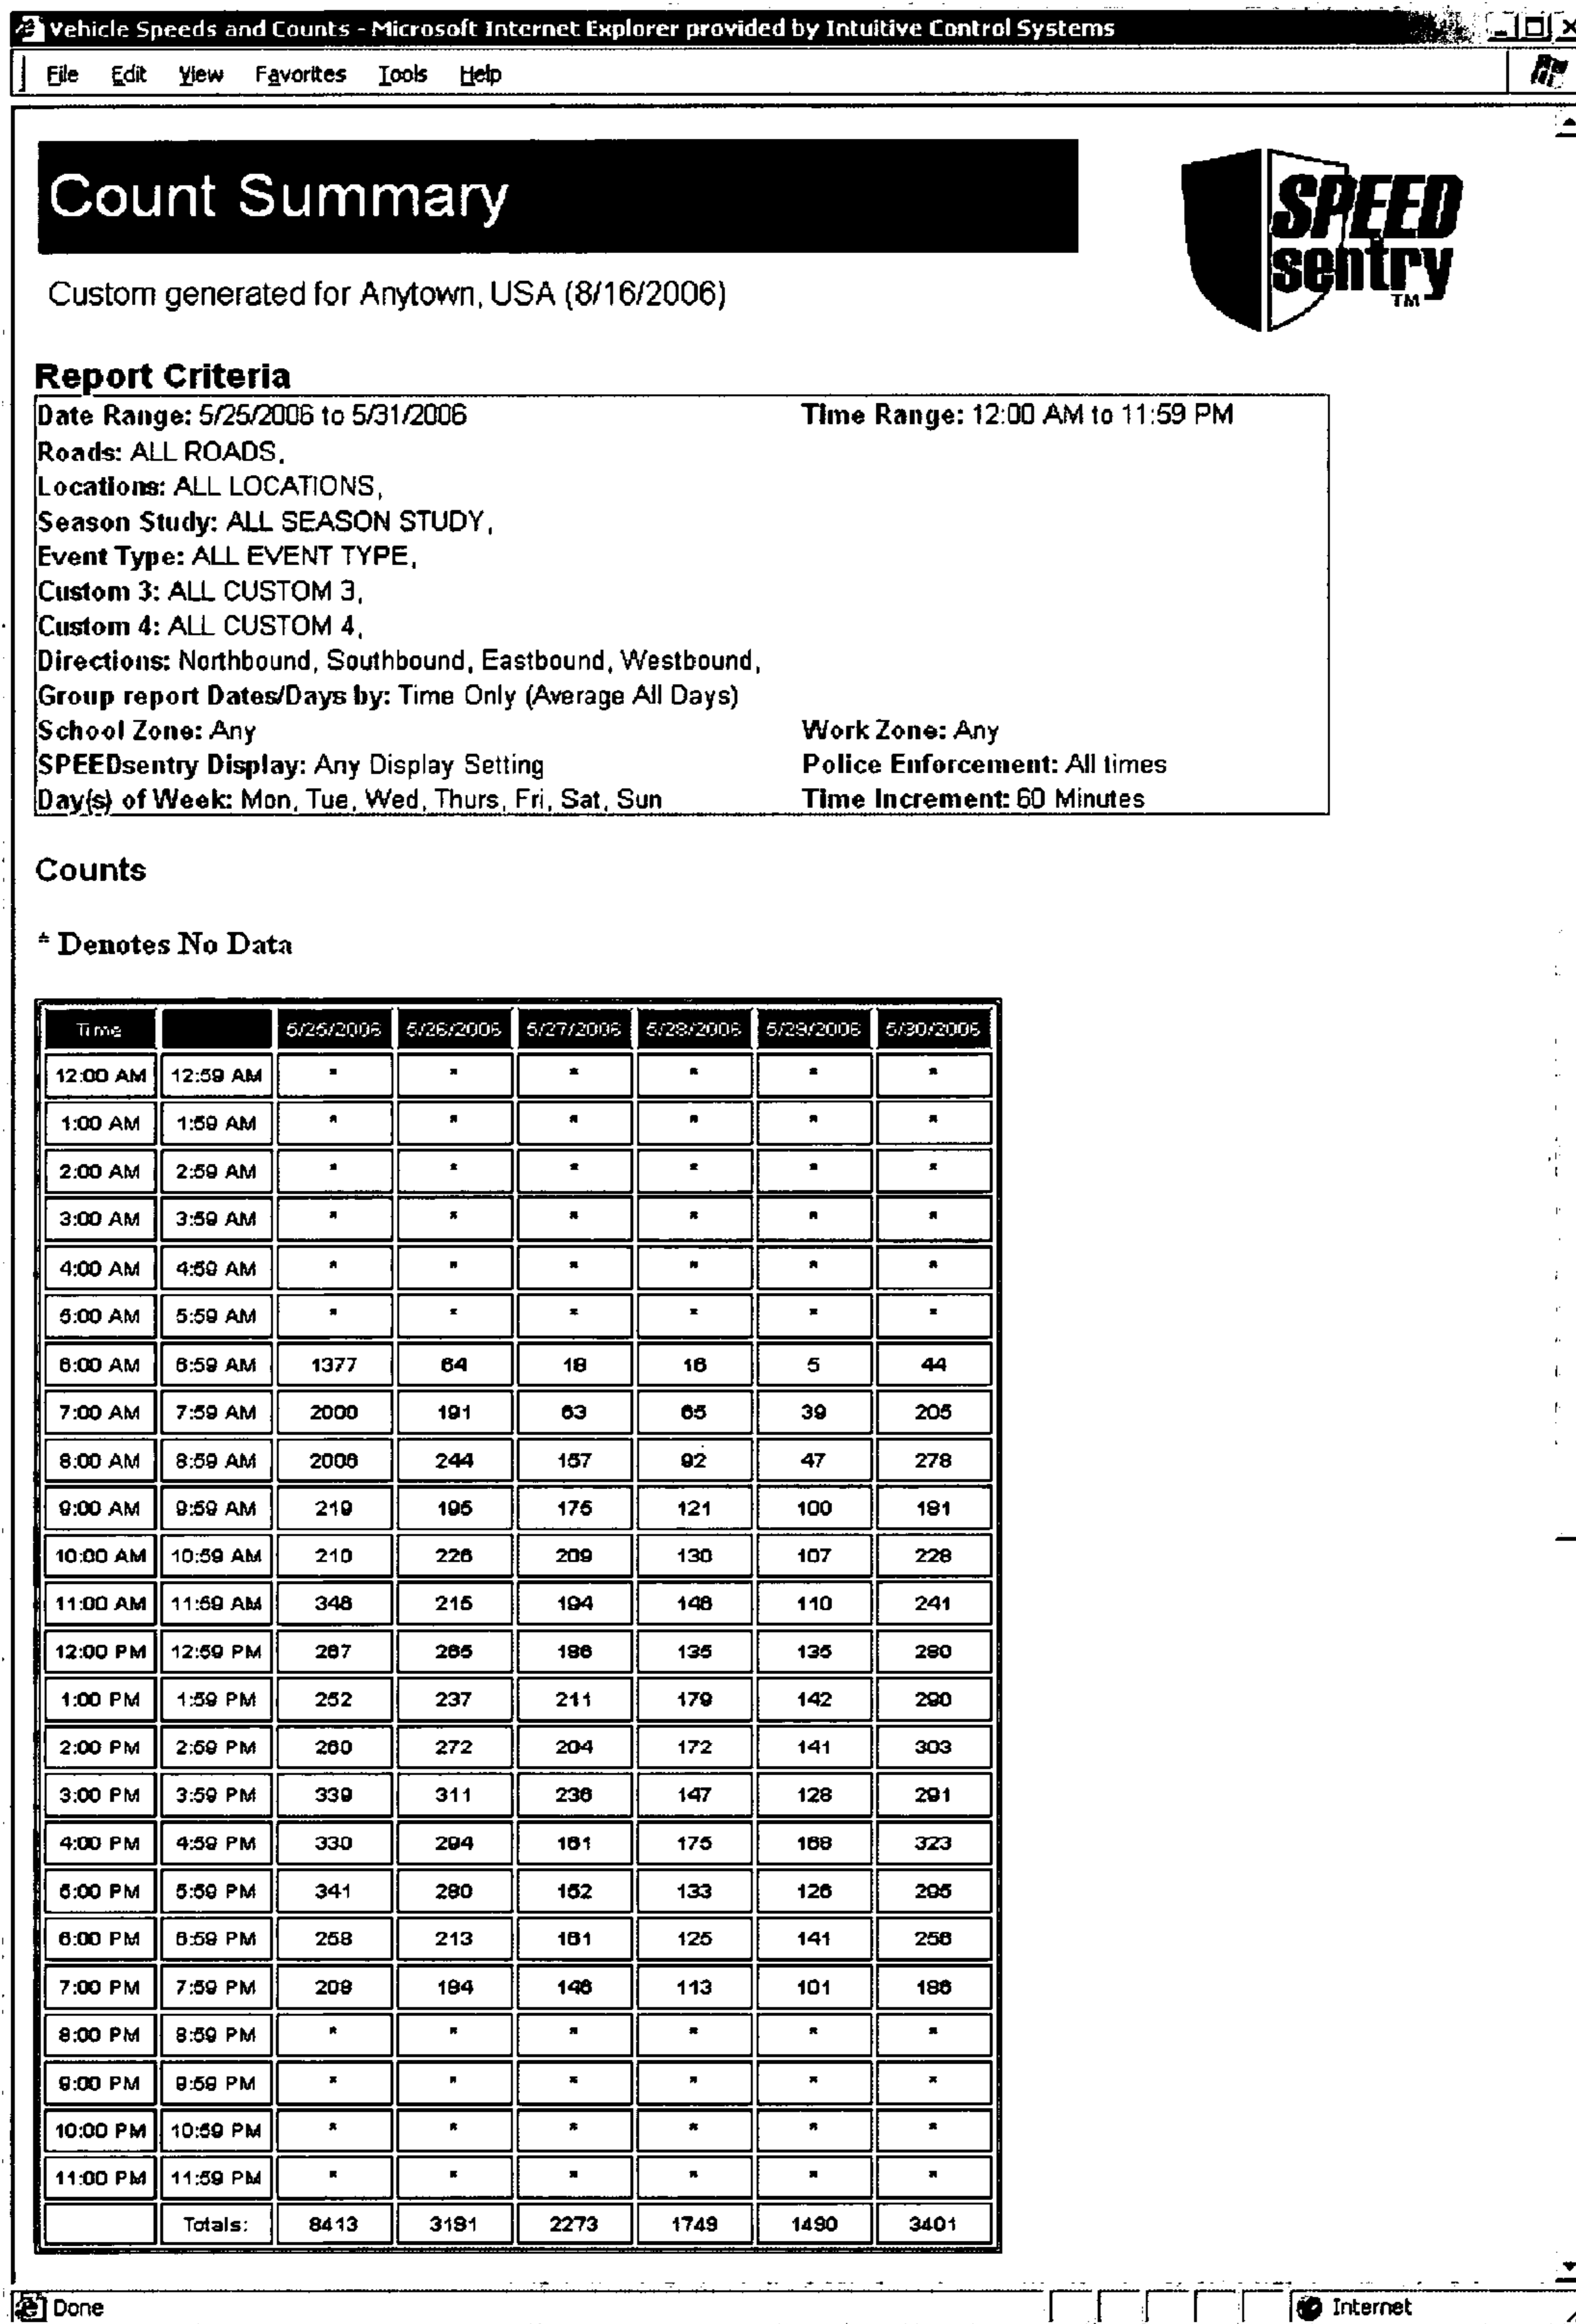 Vehicle Speeds and Counts - Microsoft Internet Explorer provided by Intuitive Control Systems
File Edit View Favorites Tools Help
Count Summary
SPEED
sentry
TM
Custom generated for Anytown, USA (8/16/2006)
Report Criteria
Date Range: 5/25/2006 to 5/31/2006 Time Range: 12:00 AM to 11:59 PM
Roads: ALL ROADS,
Locations: ALL LOCATIONS,
Season Study: ALL SEASON STUDY,
Event Type: ALL EVENT TYPE,
Custom 3: ALL CUSTOM 3,
Custom 4: ALL CUSTOM 4,
Directions: Northbound, Southbound, Eastbound, Westbound,
Group report Dates/Days by: Time Only (Average All Days)
School Zone: Any Work Zone: Any
SPEEDsentry Display: Any Display Setting Police Enforcement: All times
Day(s) of Week: Mon, Tue, Wed, Thurs, Fri, Sat, Sun Time Increment: 60 Minutes
Counts
* Denotes No Data
Time 5/25/2006 5/26/2006 5/27/2006 5/28/2006 5/29/2006 5/30/2006
12:00 AM 12:59 AM * * * * * *
1:00 AM 1:59 AM * * * * * *
2:00 AM 2:59 AM * * * * * *
3:00 AM 3:59 AM * * * * * *
4:00 AM 4:59 AM * * * * * *
5:00 AM 5:59 AM * * * * * *
6:00 AM 6:59 AM 1377 64 18 16 5 44
7:00 AM 7:59 AM 2000 191 63 65 39 205
8:00 AM 8:59 AM 2006 244 157 92 47 278
9:00 AM 9:59 AM 219 195 175 121 100 181
10:00 AM 10:59 AM 210 226 209 130 107 228
11:00 AM 11:59 AM 346 215 194 146 110 241
12:00 PM 12:59 PM 267 265 186 135 135 280
1:00 PM 1:59 PM 252 237 211 179 142 290
2:00 PM 2:59 PM 260 272 204 172 141 303
3:00 PM 3:59 PM 339 311 236 147 128 291
4:00 PM 4:59 PM 330 294 161 175 168 323
5:00 PM 5:59 PM 341 280 152 133 126 295
6:00 PM 6:59 PM 258 213 161 125 141 256
7:00 PM 7:59 PM 208 184 146 113 101 186
8:00 PM 8:59 PM * * * * * *
9:00 PM 9:59 PM * * * * * *
10:00 PM 10:59 PM * * * * * *
11:00 PM 11:59 PM * * * * * *
Totals: 8413 3191 2273 1749 1490 3401
Done Internet